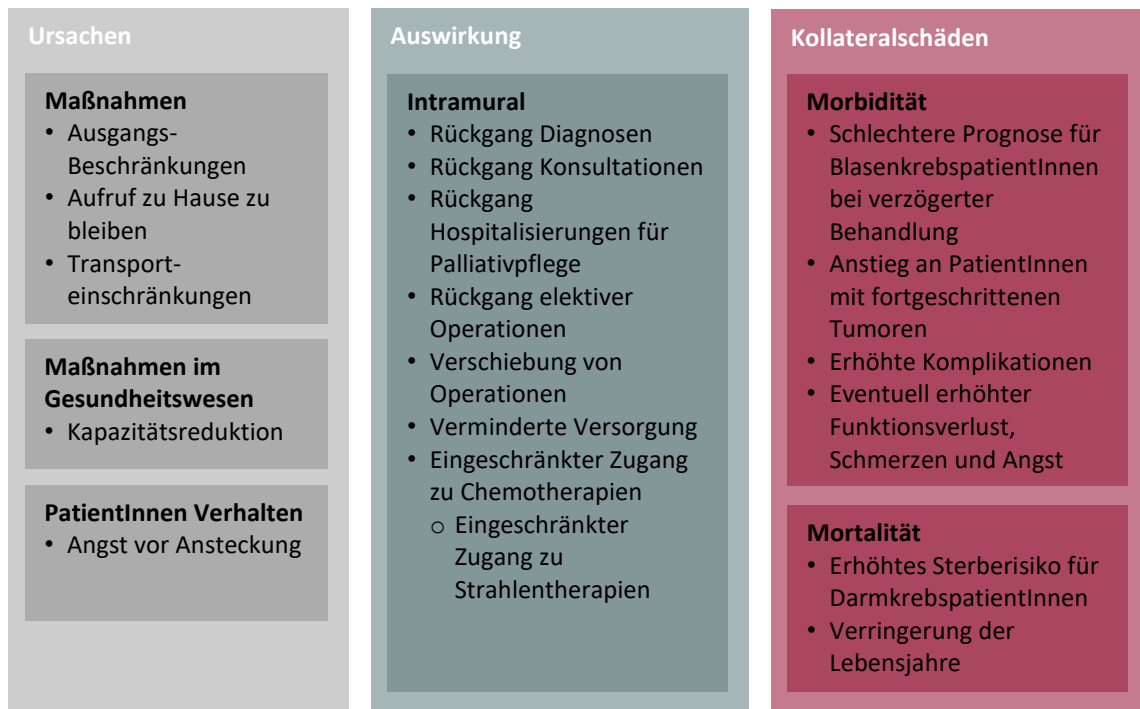 Ursachen
Maßnahmen
• Ausgangs-
Beschränkungen
• Aufruf zu Hause zu
bleiben
• Transport-
einschränkungen
Maßnahmen im
Gesundheitswesen
• Kapazitätsreduktion
PatientInnen Verhalten
• Angst vor Ansteckung
Auswirkung
Intramural
• Rückgang Diagnosen
• Rückgang Konsultationen
• Rückgang
Hospitalisierungen für
Palliativpflege
• Rückgang elektiver
Operationen
• Verschiebung von
Operationen
• Verminderte Versorgung
• Eingeschränkter Zugang
zu Chemotherapien
o Eingeschränkter
Zugang zu
Strahlentherapien
Kollateralschäden
Morbidität
• Schlechtere Prognose für
BlasenkrebspatientInnen
bei verzögerter
Behandlung
• Anstieg an PatientInnen
mit fortgeschrittenen
Tumoren
• Erhöhte Komplikationen
• Eventuell erhöhter
Funktionsverlust,
Schmerzen und Angst
Mortalität
• Erhöhtes Sterberisiko für
DarmkrebspatientInnen
• Verringerung der
Lebensjahre